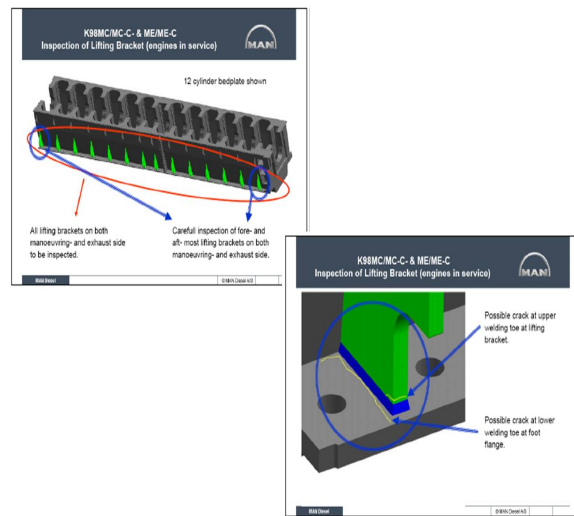 K98MC/MC-C- & ME/ME-C
Inspection of Lifting Bracket (engines in service)
MAN
12 cylinder bedplate shown
All lifting brackets on both
manoeuvring- and exhaust side
to be inspected.
Carefull inspection of fore- and
aft- most lifting brackets on both
manoeuvring- and exhaust side.
MAN Diesel
©MAN Diesel A/S
K98MC/MC-C- & ME/ME-C
Inspection of Lifting Bracket (engines in service)
MAN
Possible crack at upper
welding toe at lifting
bracket.
Possible crack at lower
welding toe at foot
flange.
MAN Diesel
©MAN Diesel A/S